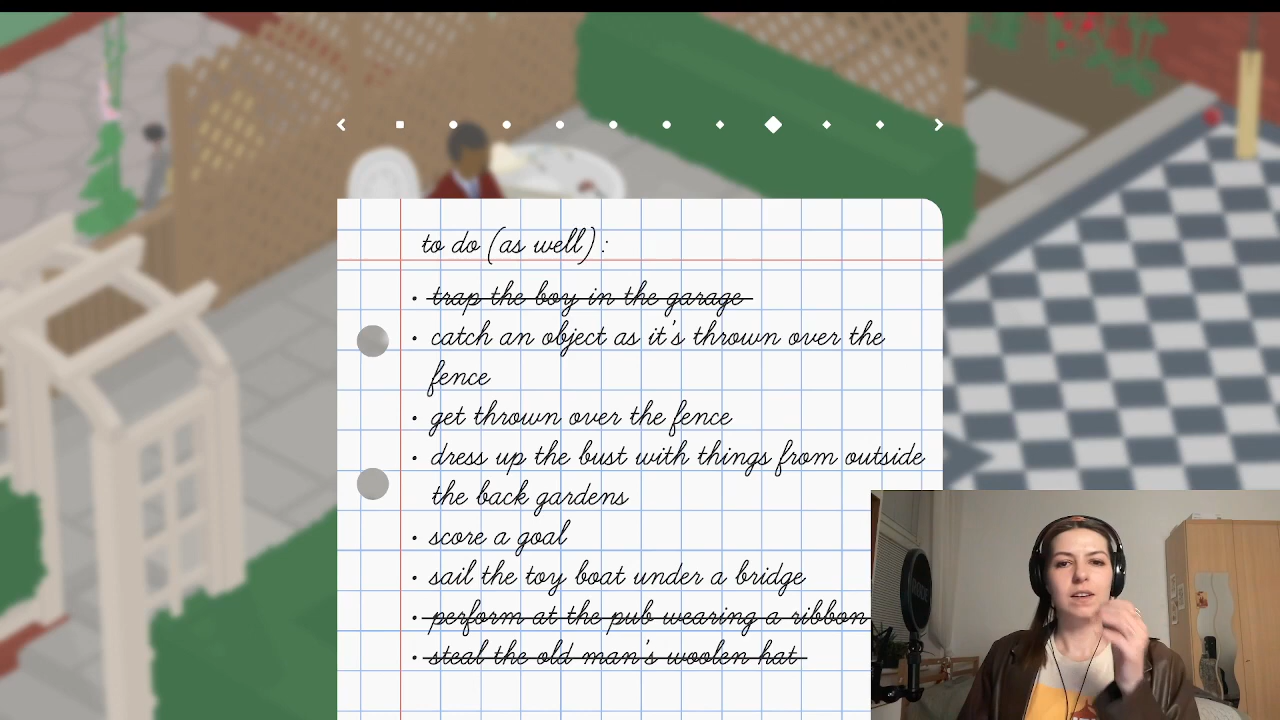 to do (as well):
• trap the boy in the garage
• catch an object as it's thrown over the
fence
• get thrown over the fence
• dress up the bust with things from outside
the back gardens
• score a goal
• sail the toy boat under a bridge
• perform at the pub wearing a ribbon
• steal the old man's woolen hat